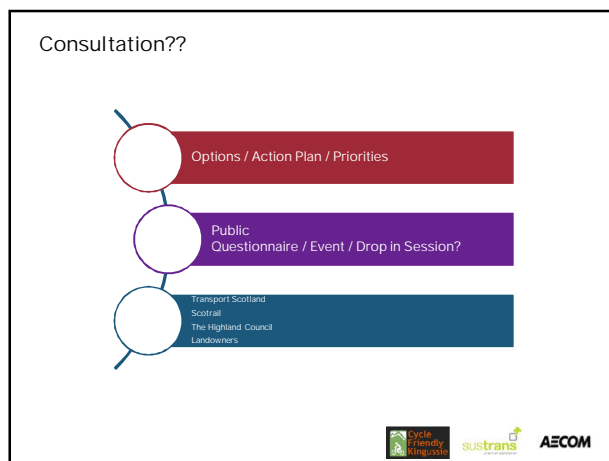 Consultation??
Options / Action Plan / Priorities
Public
Questionnaire / Event / Drop in Session?
Transport Scotland
Scotrail
The Highland Council
Landowners
Cycle
Friendly
Kingussie
sustrans
AECOM